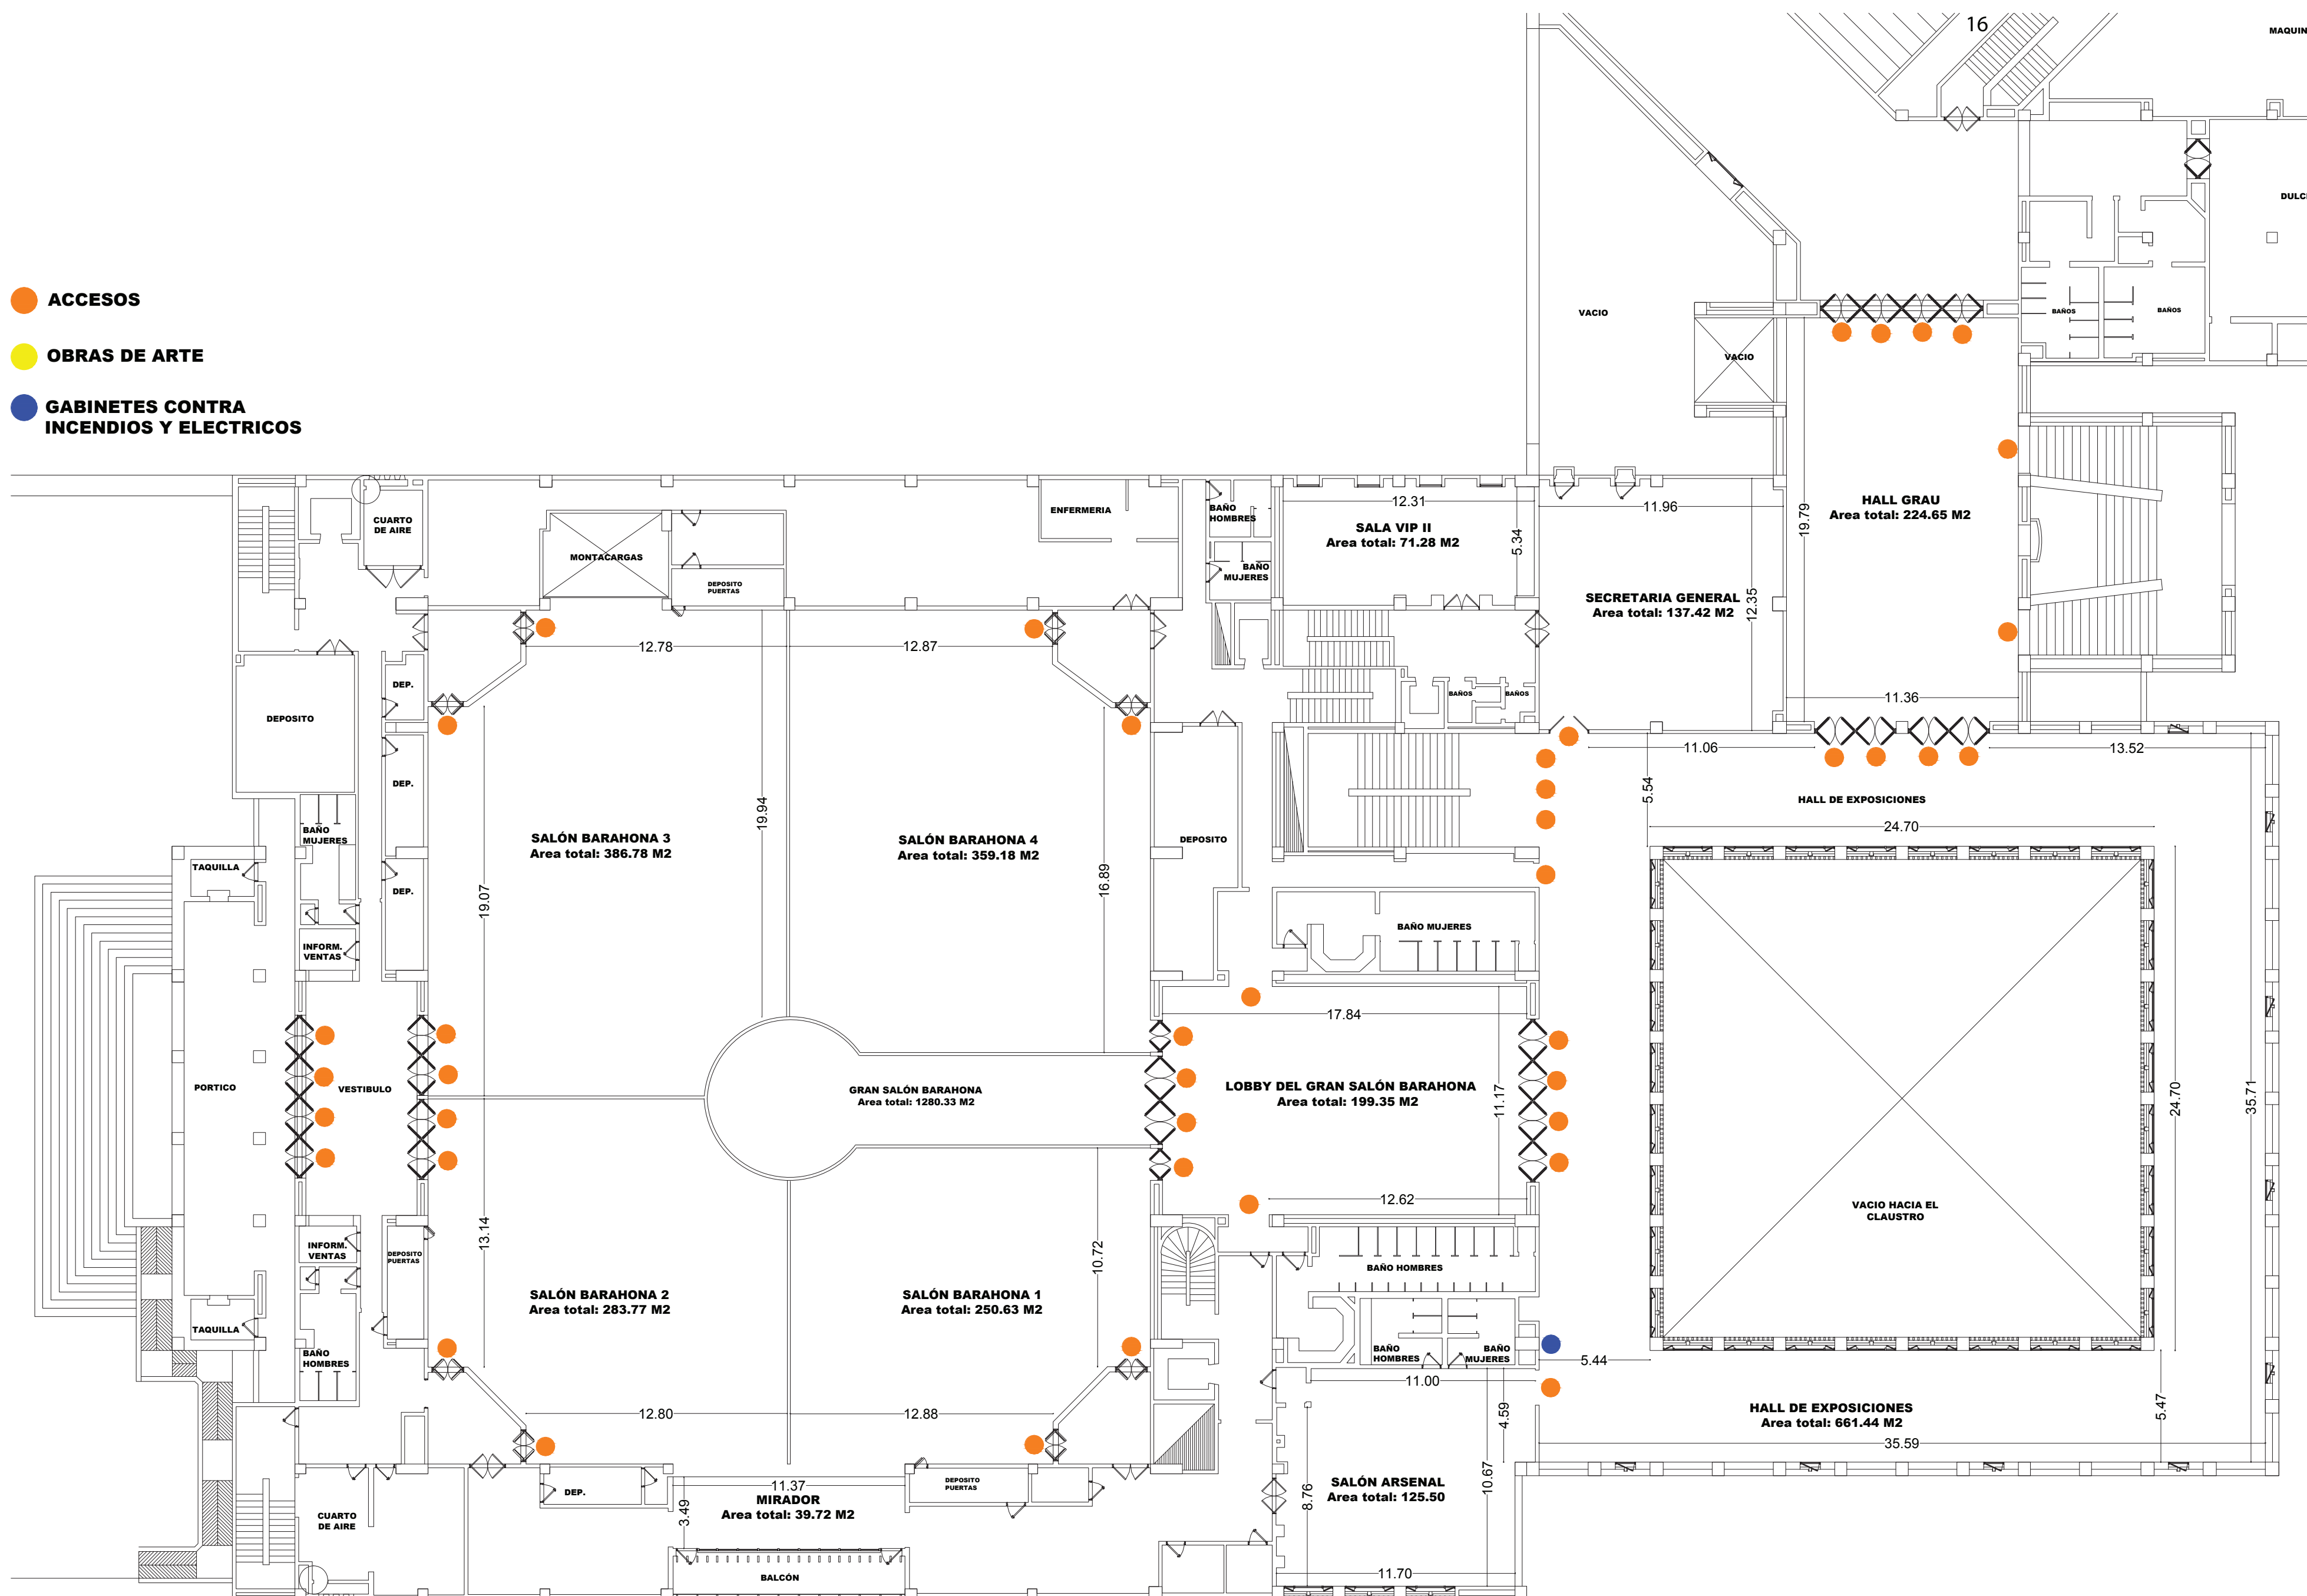 16
MAQUIN
DULC
ACCESOS
OBRAS DE ARTE
GABINETES CONTRA
INCENDIOS Y ELECTRICOS
VACIO
VACIO
BAÑOS
BAÑOS
HALL GRAU
Area total: 224.65 M2
19.79
11.36
CUARTO
DE AIRE
MONTACARGAS
DEPOSITO
PUERTAS
ENFERMERIA
BAÑO
HOMBRES
BAÑO
MUJERES
12.31
SALA VIP II
Area total: 71.28 M2
5.34
11.96
SECRETARIA GENERAL
Area total: 137.42 M2
12.35
12.78
12.87
DEP.
BAÑOS
BAÑOS
DEPOSITO
11.06
13.52
DEP.
5.54
HALL DE EXPOSICIONES
24.70
BAÑO
MUJERES
19.94
SALÓN BARAHONA 3
Area total: 386.78 M2
SALÓN BARAHONA 4
Area total: 359.18 M2
DEPOSITO
TAQUILLA
DEP.
19.07
16.89
BAÑO MUJERES
INFORM.
VENTAS
17.84
PORTICO
VESTIBULO
GRAN SALÓN BARAHONA
Area total: 1280.33 M2
LOBBY DEL GRAN SALÓN BARAHONA
Area total: 199.35 M2
11.17
24.70
35.71
12.62
VACIO HACIA EL
CLAUSTRO
13.14
10.72
INFORM.
VENTAS
DEPOSITO
PUERTAS
BAÑO HOMBRES
SALÓN BARAHONA 2
Area total: 283.77 M2
SALÓN BARAHONA 1
Area total: 250.63 M2
TAQUILLA
BAÑO
HOMBRES
BAÑO
HOMBRES
BAÑO
MUJERES
5.44
11.00
12.80
12.88
4.59
HALL DE EXPOSICIONES
Area total: 661.44 M2
5.47
35.59
DEP.
11.37
3.49
MIRADOR
Area total: 39.72 M2
DEPOSITO
PUERTAS
8.76
SALÓN ARSENAL
Area total: 125.50
10.67
CUARTO
DE AIRE
BALCÓN
11.70